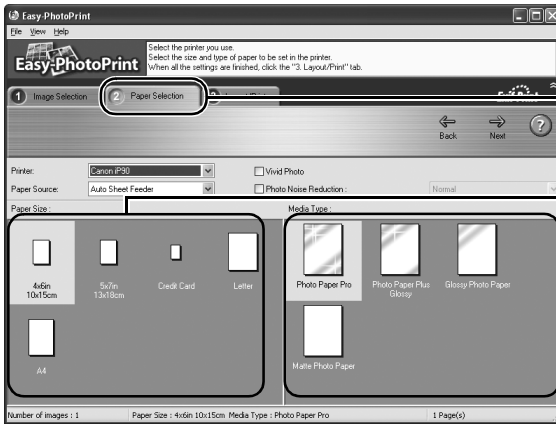 Easy-PhotoPrint
File View Help
Easy-PhotoPrint
Select the printer you use.
Select the size and type of paper to be set in the printer.
When all the settings are finished, click the "3. Layout/Print" tab.
1 Image Selection
2 Paper Selection
Back Next ?
Printer: Canon iP90
Vivid Photo
Paper Source: Auto Sheet Feeder
Photo Noise Reduction : Normal
Paper Size :
Media Type :
4x6in
10x15cm
5x7in
13x18cm
Credit Card
Letter
A4
Photo Paper Pro
Photo Paper Plus
Glossy
Glossy Photo Paper
Matte Photo Paper
Number of images : 1 Paper Size : 4x6in 10x15cm Media Type : Photo Paper Pro 1 Page(s)